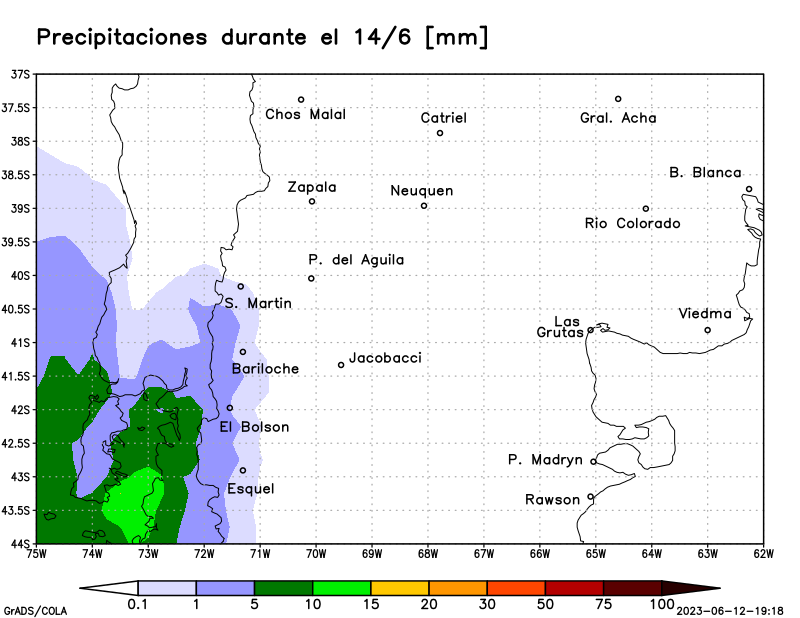 Precipitaciones durante el 14/6 [mm]
37S
37.5S
38S
38.5S
39S
39.5S
40S
40.5S
41S
41.5S
42S
42.5S
43S
43.5S
44S
Chos Malal
Catriel
Gral. Acha
B. Blanca
Zapala
Neuquen
Rio Colorado
P. del Aguila
S. Martin
Viedma
Las
Grutas
Jacobacci
Bariloche
El Bolson
P. Madryn
Esquel
Rawson
75W 74W 73W 72W 71W 70W 69W 68W 67W 66W 65W 64W 63W 62W
0.1 1 5 10 15 20 30 50 75 100
GrADS/COLA
2023-06-12-19:18